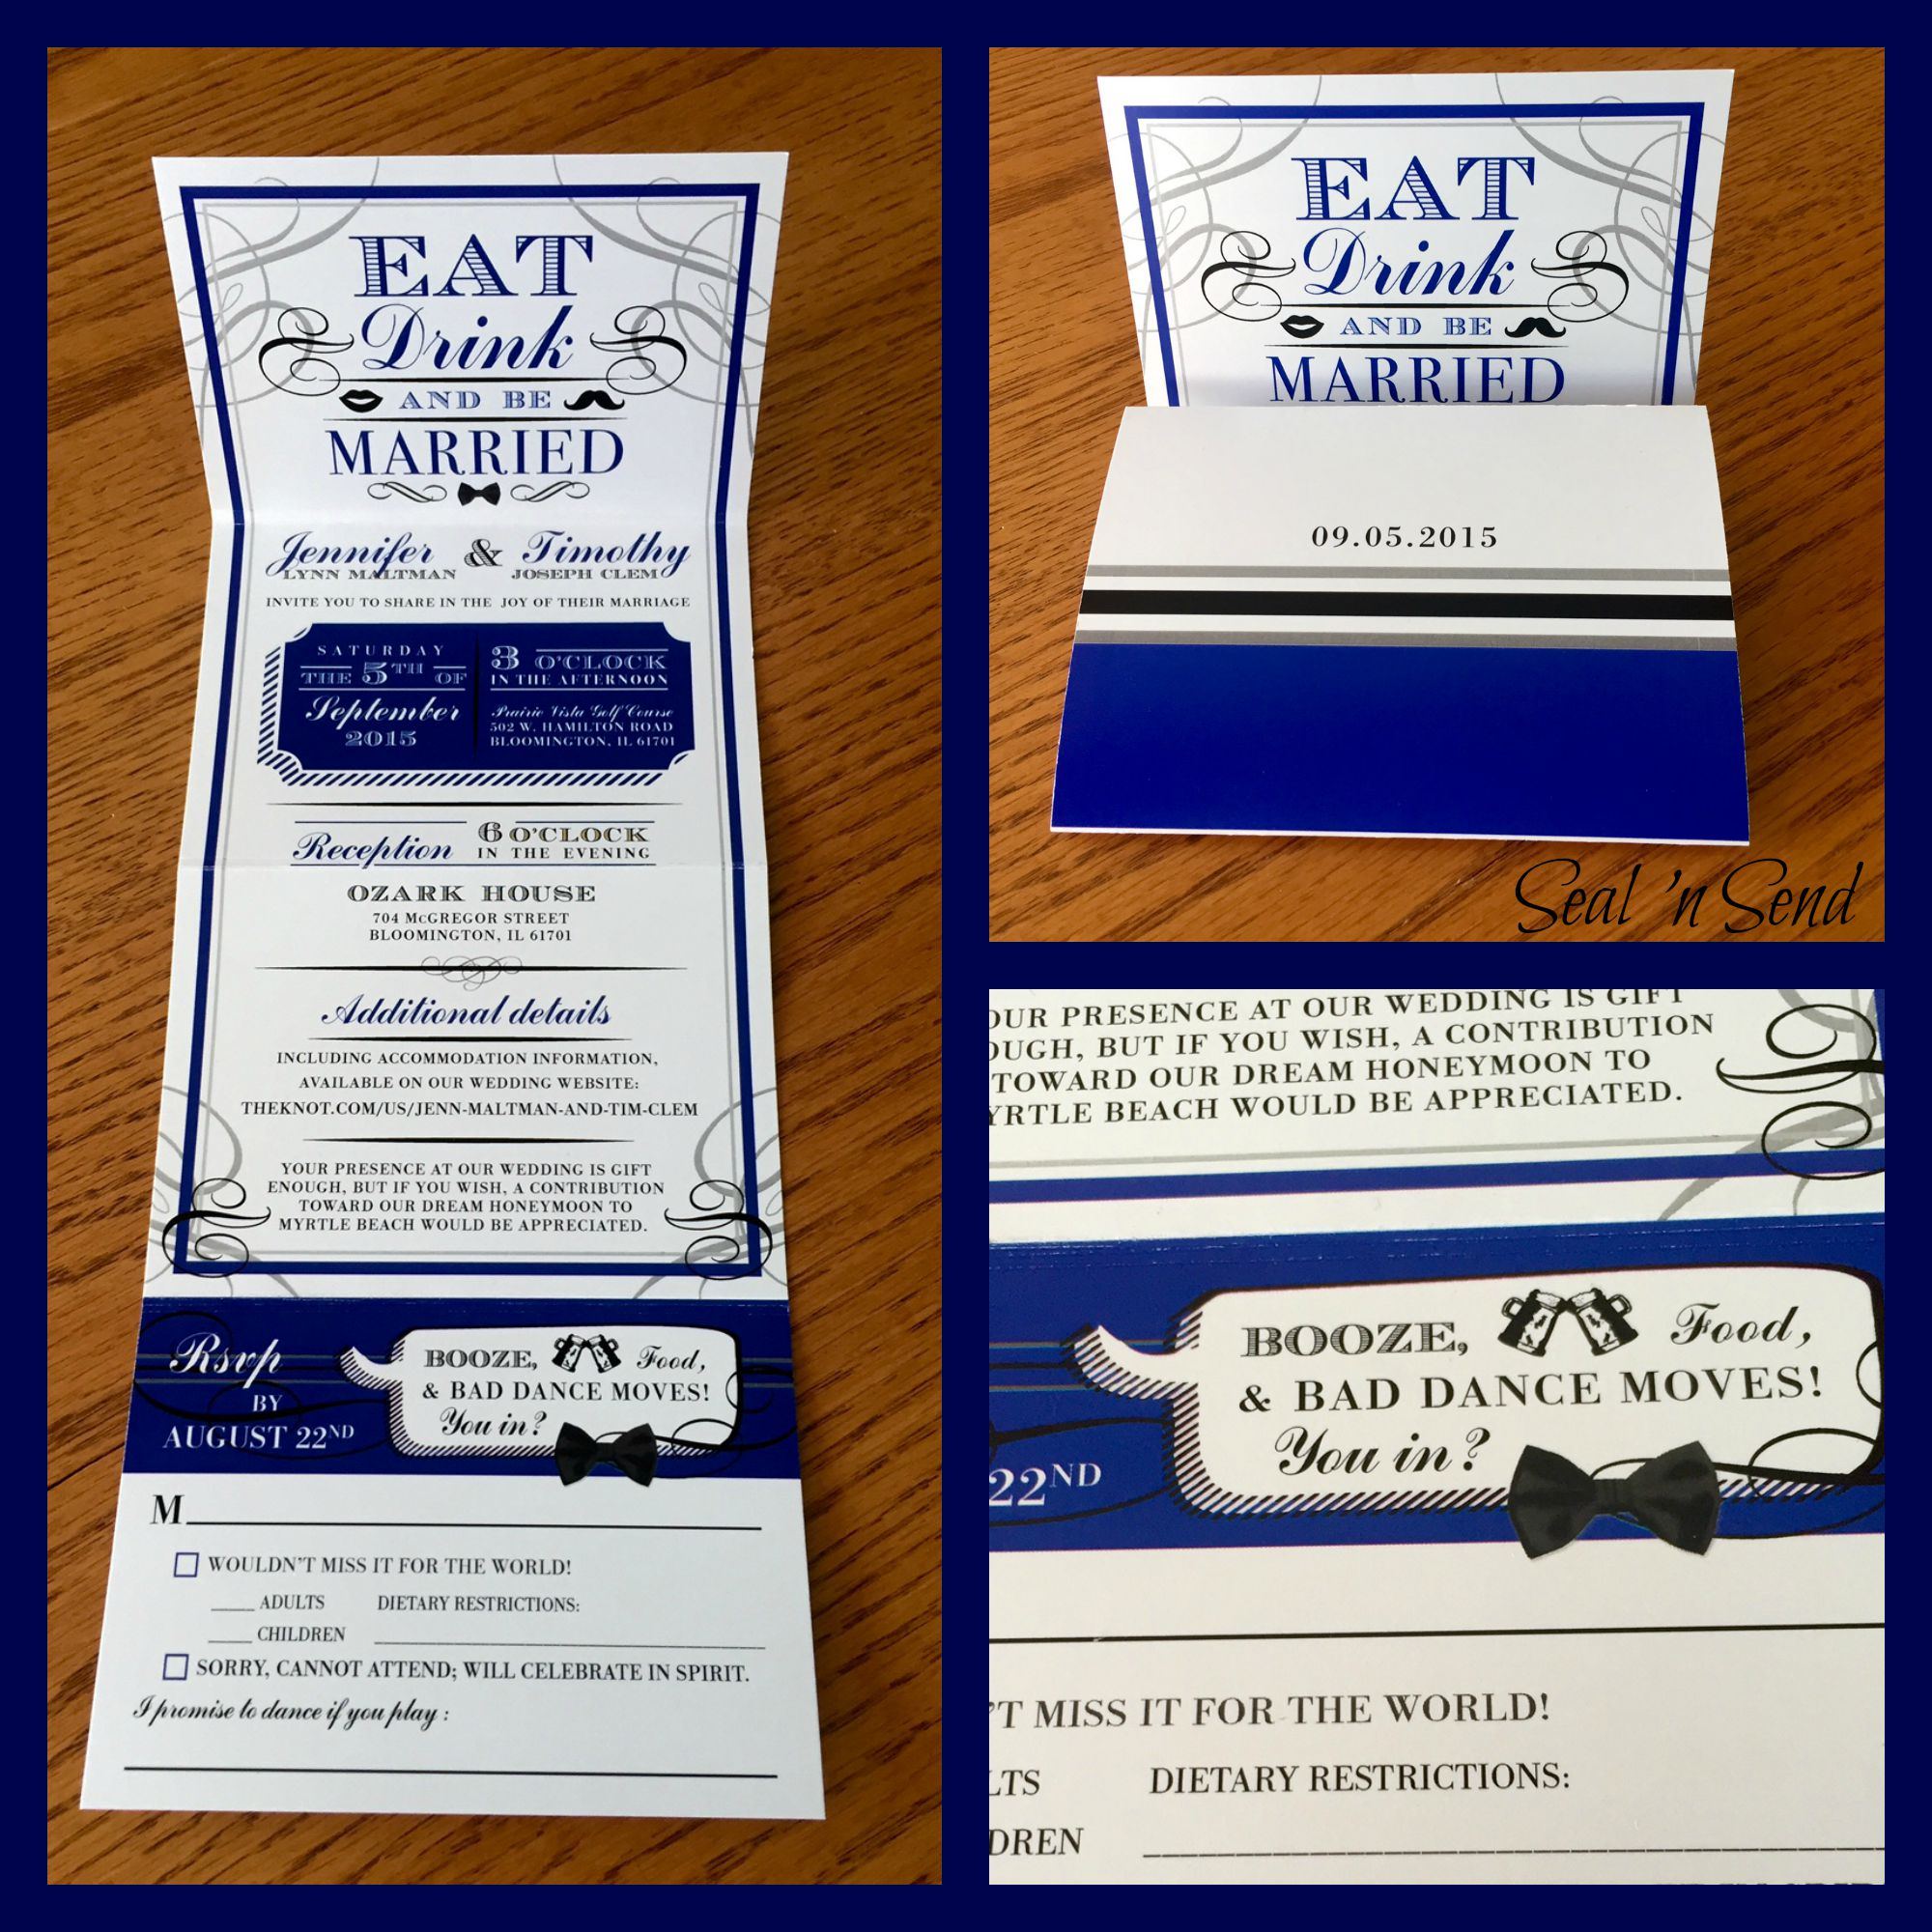 EAT
Drink
AND BE
MARRIED
Jennifer & Timothy
LYNN MALTMAN JOSEPH CLEM
INVITE YOU TO SHARE IN THE JOY OF THEIR MARRIAGE
SATURDAY
THE 5TH OF
September
2015
3 O'CLOCK
IN THE AFTERNOON
Prairie Vista Golf Course
502 W. HAMILTON ROAD
BLOOMINGTON, IL 61701
Reception 6 O'CLOCK
IN THE EVENING
OZARK HOUSE
704 McGREGOR STREET
BLOOMINGTON, IL 61701
Additional details
INCLUDING ACCOMMODATION INFORMATION,
AVAILABLE ON OUR WEDDING WEBSITE:
THEKNOT.COM/US/JENN-MALTMAN-AND-TIM-CLEM
YOUR PRESENCE AT OUR WEDDING IS GIFT
ENOUGH, BUT IF YOU WISH, A CONTRIBUTION
TOWARD OUR DREAM HONEYMOON TO
MYRTLE BEACH WOULD BE APPRECIATED.
Rsvp
BY
AUGUST 22ND
BOOZE, Food,
& BAD DANCE MOVES!
You in?
M
WOULDN'T MISS IT FOR THE WORLD!
ADULTS DIETARY RESTRICTIONS:
CHILDREN
SORRY, CANNOT ATTEND; WILL CELEBRATE IN SPIRIT.
I promise to dance if you play :
EAT
Drink
AND BE
MARRIED
09.05.2015
Seal 'n Send
OUR PRESENCE AT OUR WEDDING IS GIFT
OUGH, BUT IF YOU WISH, A CONTRIBUTION
TOWARD OUR DREAM HONEYMOON TO
YRTLE BEACH WOULD BE APPRECIATED.
BOOZE, Food,
& BAD DANCE MOVES!
You in?
22ND
'T MISS IT FOR THE WORLD!
LTS DIETARY RESTRICTIONS:
DREN